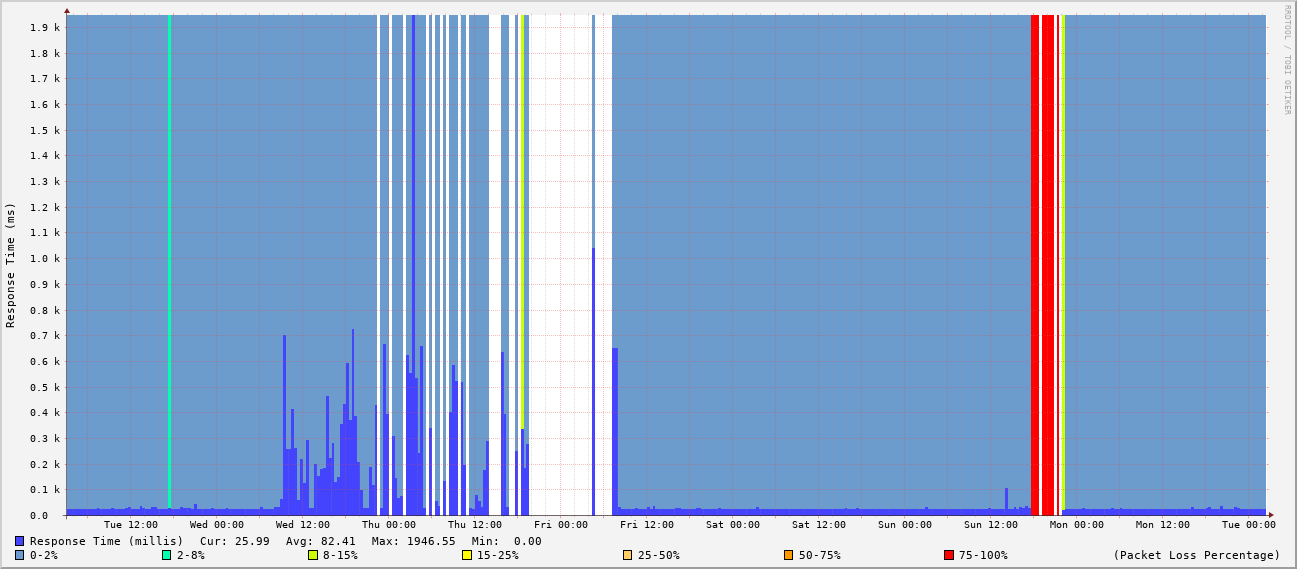 RRDTOOL / TOBI OETIKER
Response Time (ms)
1.9 k
1.8 k
1.7 k
1.6 k
1.5 k
1.4 k
1.3 k
1.2 k
1.1 k
1.0 k
0.9 k
0.8 k
0.7 k
0.6 k
0.5 k
0.4 k
0.3 k
0.2 k
0.1 k
0.0
Tue 12:00 Wed 00:00 Wed 12:00 Thu 00:00 Thu 12:00 Fri 00:00 Fri 12:00 Sat 00:00 Sat 12:00 Sun 00:00 Sun 12:00 Mon 00:00 Mon 12:00 Tue 00:00
Response Time (millis) Cur: 25.99 Avg: 82.41 Max: 1946.55 Min: 0.00
0-2% 2-8% 8-15% 15-25% 25-50% 50-75% 75-100% (Packet Loss Percentage)